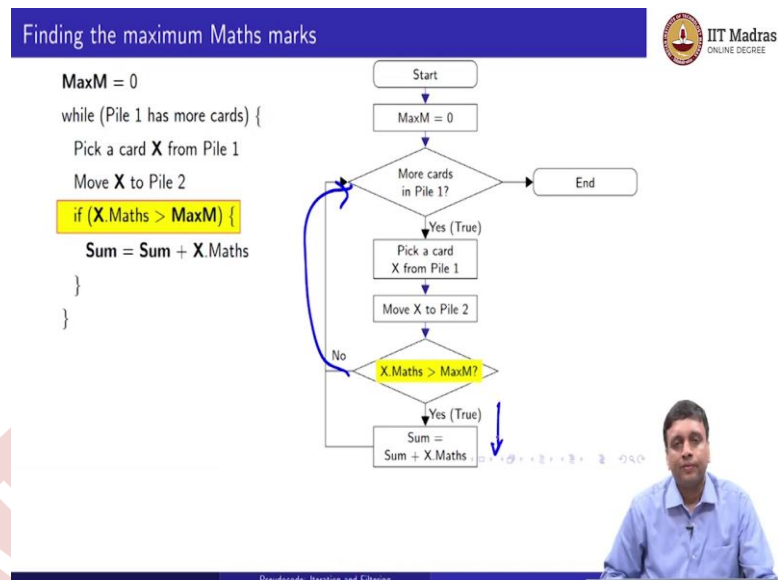 Finding the maximum Maths marks
IIT Madras
ONLINE DEGREE
MaxM = 0
while (Pile 1 has more cards) {
Pick a card X from Pile 1
Move X to Pile 2
if (X.Maths > MaxM) {
Sum = Sum + X.Maths
}
}
Start
MaxM = 0
More cards
in Pile 1?
End
Yes (True)
Pick a card
X from Pile 1
Move X to Pile 2
No
X.Maths > MaxM?
Yes (True)
Sum =
Sum + X.Maths
Pseudocode: Iteration and Filtering